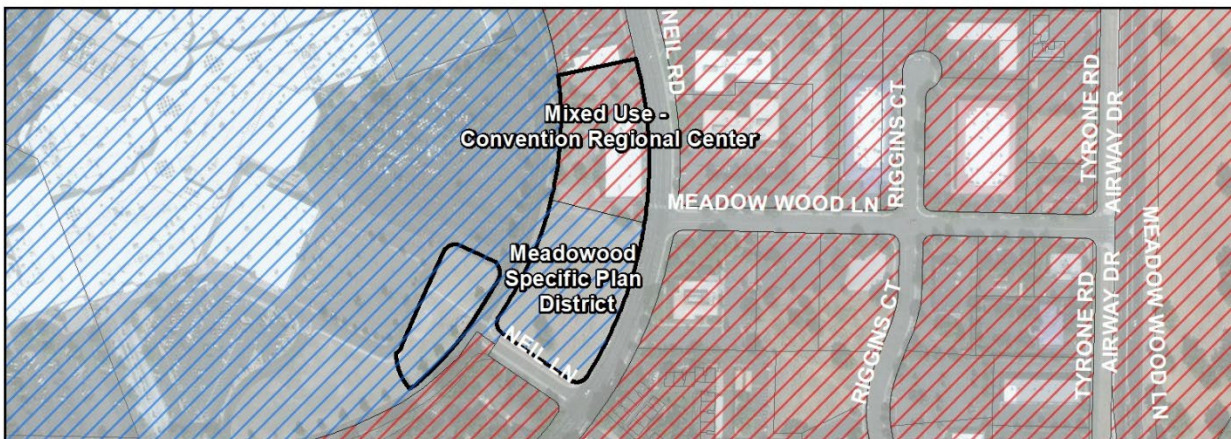 NEIL RD
Mixed Use -
Convention Regional Center
RIGGINS CT
TYRONE RD
AIRWAY DR
MEADOW WOOD LN
Meadowood
Specific Plan
District
NEIL LN
RIGGINS CT
TYRONE RD
AIRWAY DR
MEADOW WOOD LN